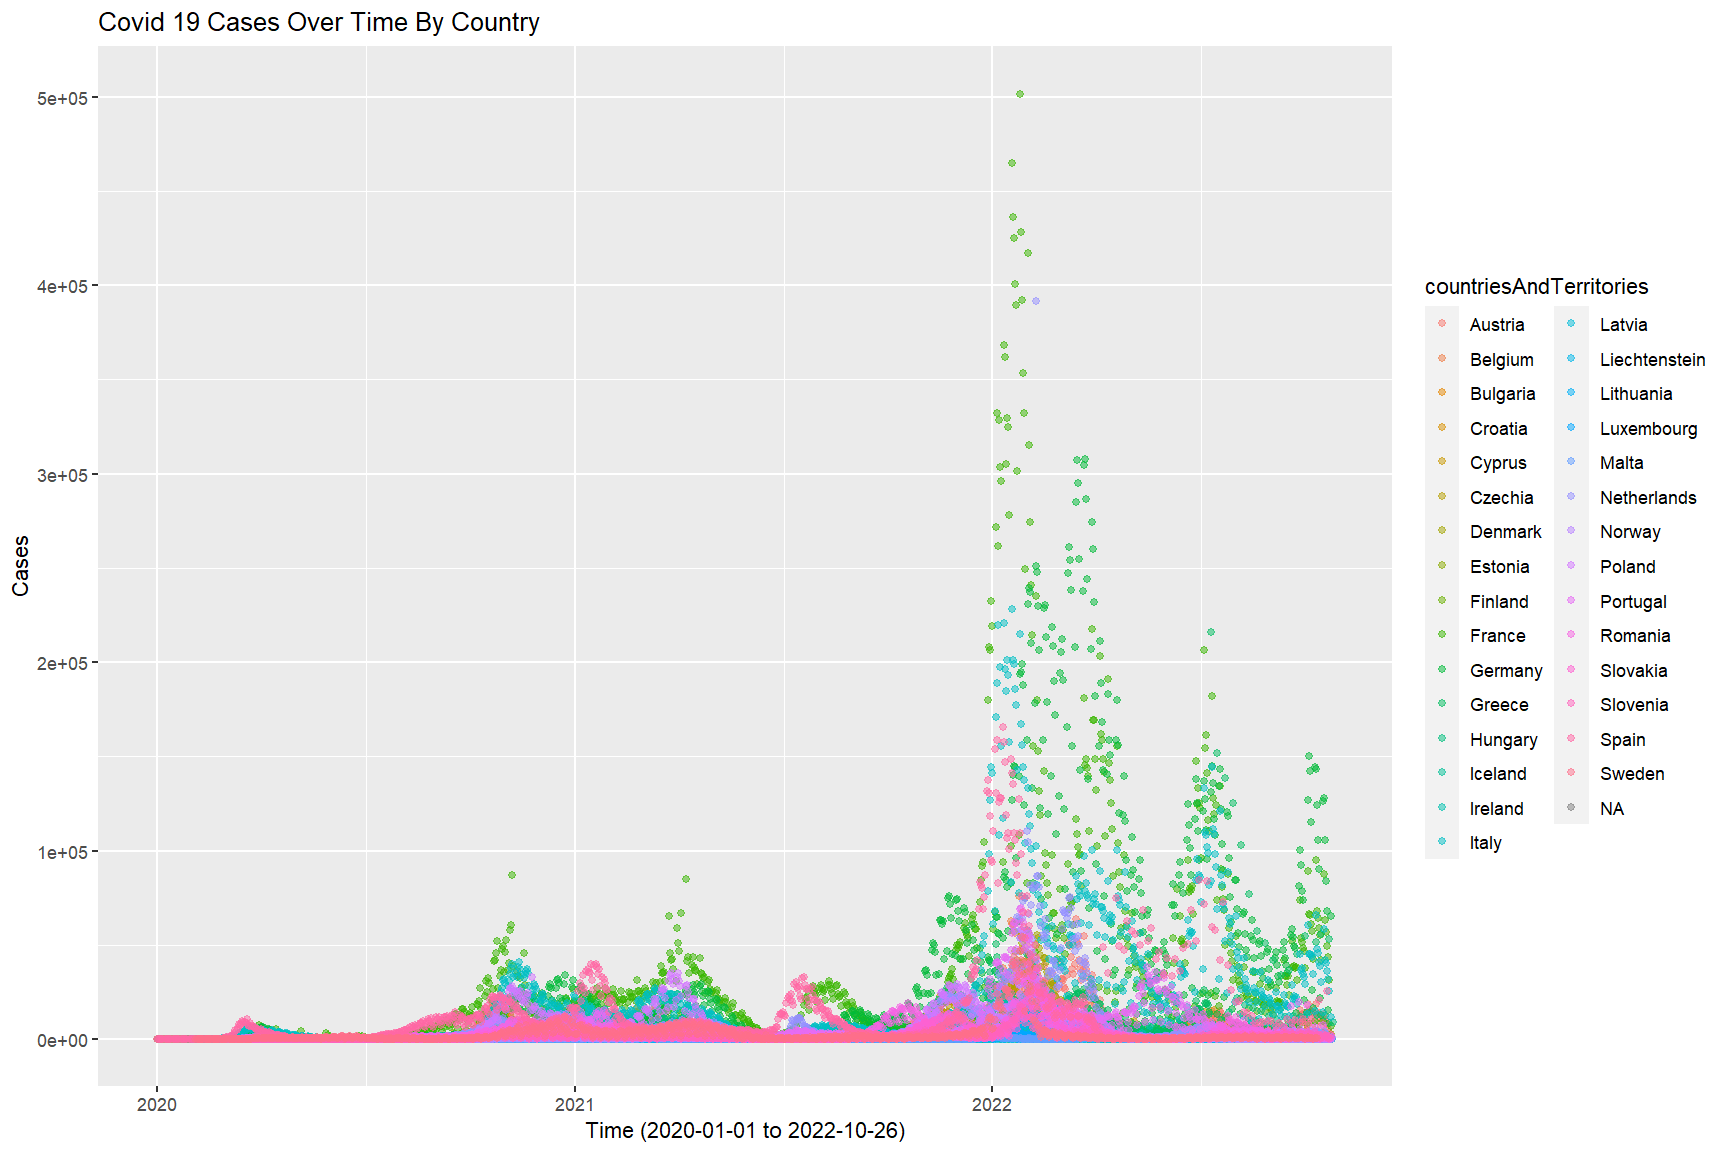 Covid 19 Cases Over Time By Country
5e+05
4e+05
3e+05
2e+05
1e+05
0e+00
Cases
2020
2021
2022
Time (2020-01-01 to 2022-10-26)
countriesAndTerritories
Austria
Belgium
Bulgaria
Croatia
Cyprus
Czechia
Denmark
Estonia
Finland
France
Germany
Greece
Hungary
Iceland
Ireland
Italy
Latvia
Liechtenstein
Lithuania
Luxembourg
Malta
Netherlands
Norway
Poland
Portugal
Romania
Slovakia
Slovenia
Spain
Sweden
NA